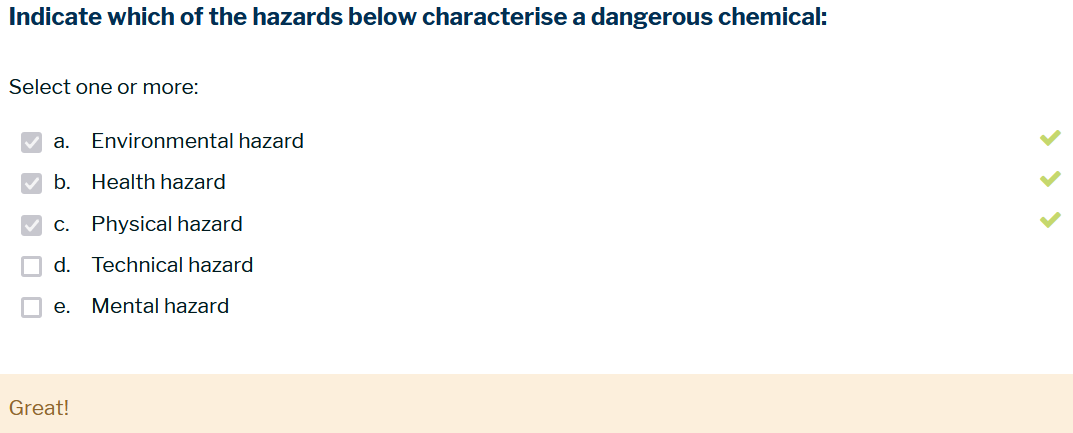 Indicate which of the hazards below characterise a dangerous chemical:
Select one or more:
a. Environmental hazard
b. Health hazard
c. Physical hazard
d. Technical hazard
e. Mental hazard
Great!